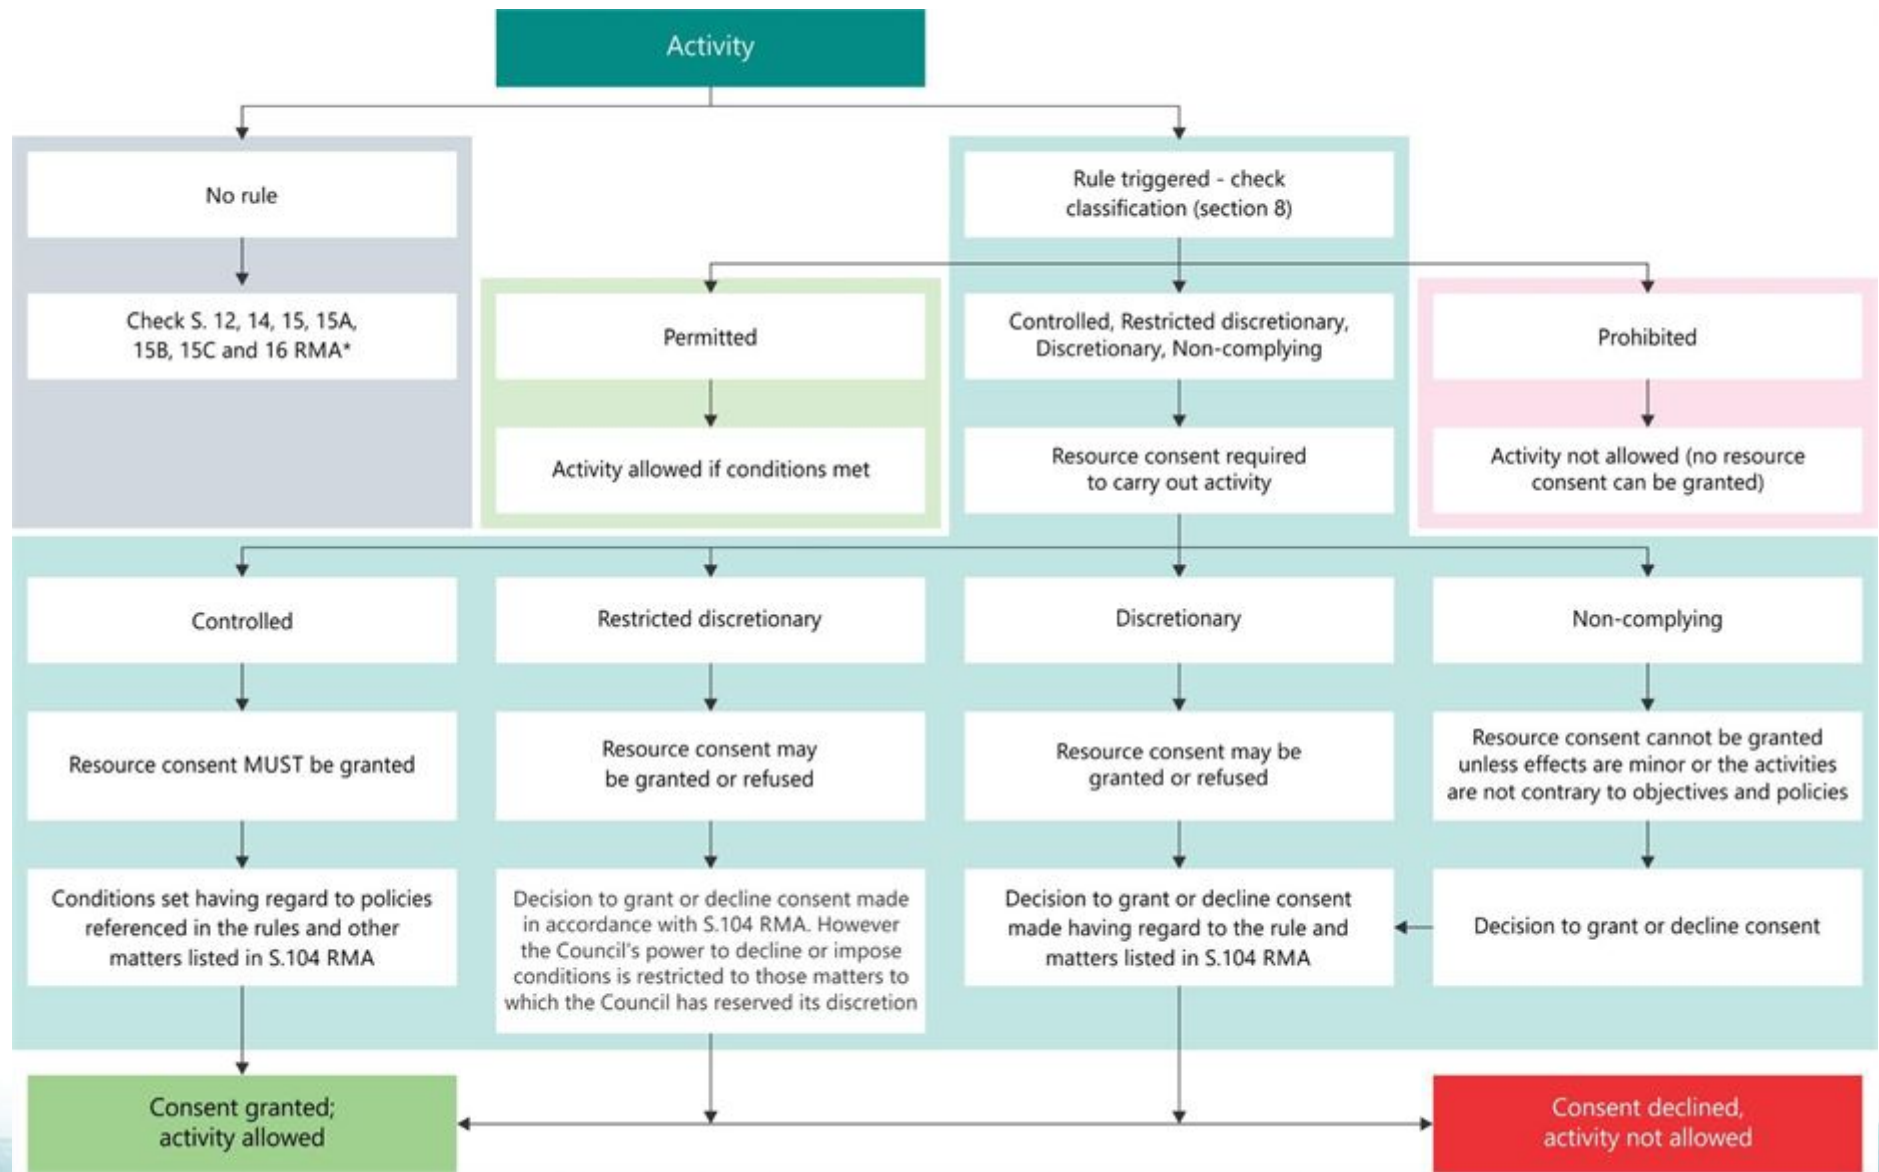 Activity
No rule
Rule triggered - check
classification (section 8)
Check S. 12, 14, 15, 15A,
15B, 15C and 16 RMA*
Permitted
Controlled, Restricted discretionary,
Discretionary, Non-complying
Prohibited
Activity allowed if conditions met
Resource consent required
to carry out activity
Activity not allowed (no resource
consent can be granted)
Controlled
Restricted discretionary
Discretionary
Non-complying
Resource consent MUST be granted
Resource consent may
be granted or refused
Resource consent may be
granted or refused
Resource consent cannot be granted
unless effects are minor or the activities
are not contrary to objectives and policies
Conditions set having regard to policies
referenced in the rules and other
matters listed in S.104 RMA
Decision to grant or decline consent made
in accordance with S.104 RMA. However
the Council's power to decline or impose
conditions is restricted to those matters to
which the Council has reserved its discretion
Decision to grant or decline consent
made having regard to the rule and
matters listed in S.104 RMA
Decision to grant or decline consent
Consent granted;
activity allowed
Consent declined,
activity not allowed